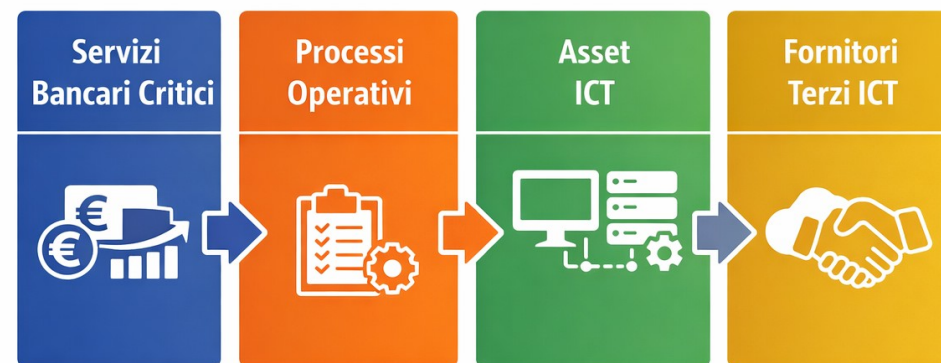 Servizi
Bancari Critici
Processi
Operativi
Asset
ICT
Fornitori
Terzi ICT
€
€